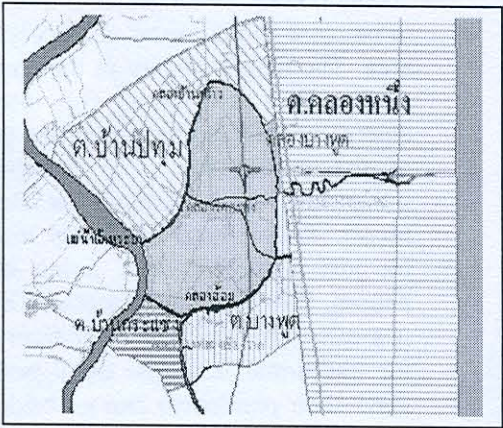 ต.คลองหนึ่ง
ต.บ้านปทุม
คลองบางพูด
แม่น้ำเจ้าพระยา
คลองอ้อย
ต.บ้านกระแชง
ต.บางพูด